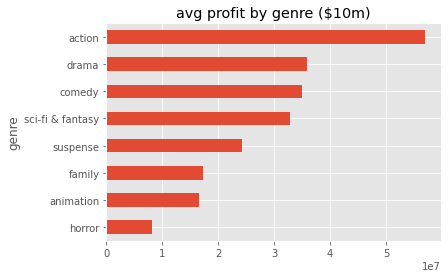 avg profit by genre ($10m)
genre
action
drama
comedy
sci-fi & fantasy
suspense
family
animation
horror
0 1 2 3 4 5
1e7